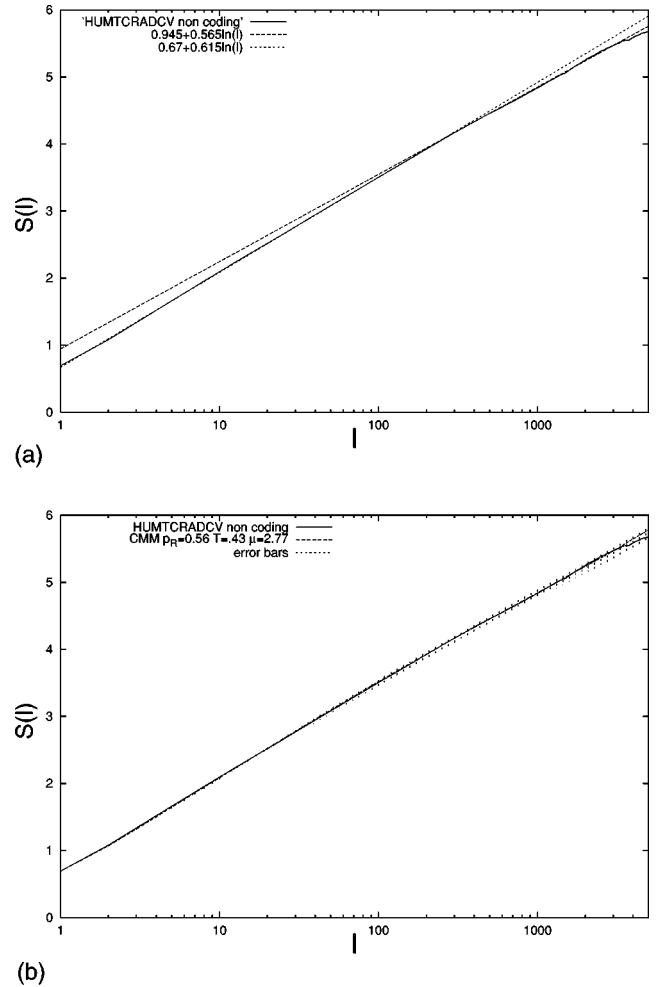 6
'HUMTCRADCV non coding'
0.945+0.565ln(l)
0.67+0.615ln(l)
5
4
3
2
1
0
S(l)
1 10 100 1000
l
(a)
6
HUMTCRADCV non coding
CMM pR=0.56 T=.43 μ=2.77
error bars
5
4
3
2
1
0
S(l)
1 10 100 1000
l
(b)